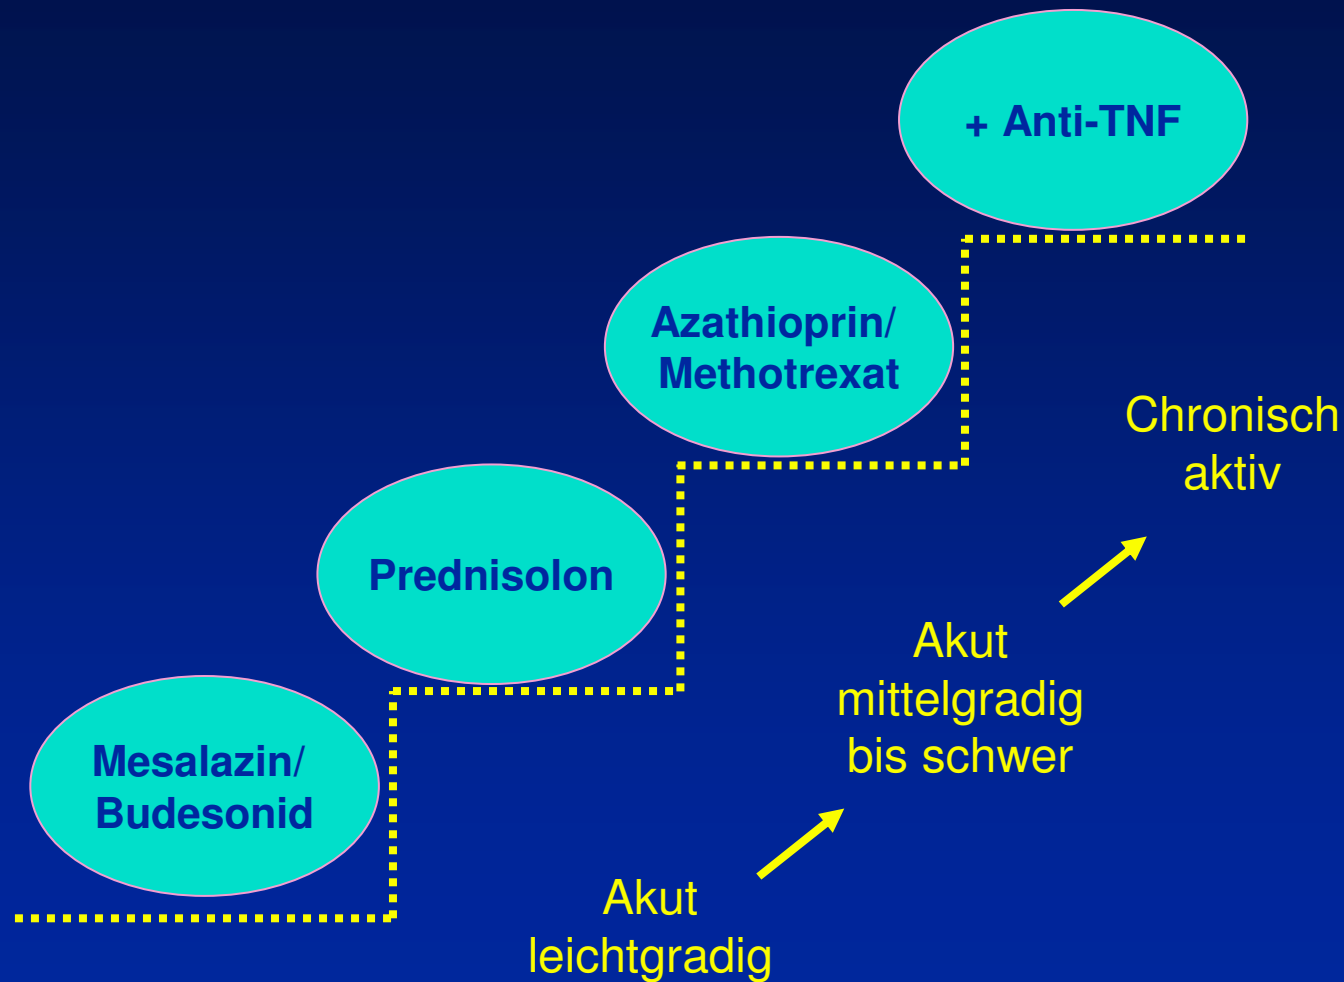 + Anti-TNF
Azathioprin/
Methotrexat
Chronisch
aktiv
Prednisolon
Akut
mittelgradig
bis schwer
Mesalazin/
Budesonid
Akut
leichtgradig